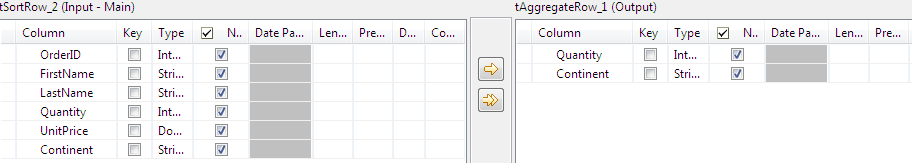 tSortRow_2 (Input - Main) tAggregateRow_1 (Output)
Column Key Type N.. Date Pa... Len... Pre... D... Co... Column Key Type N.. Date Pa... Len... Pre...
OrderID Int... Quantity Int...
FirstName Stri... Continent Stri...
LastName Stri...
Quantity Int...
UnitPrice Do...
Continent Stri...